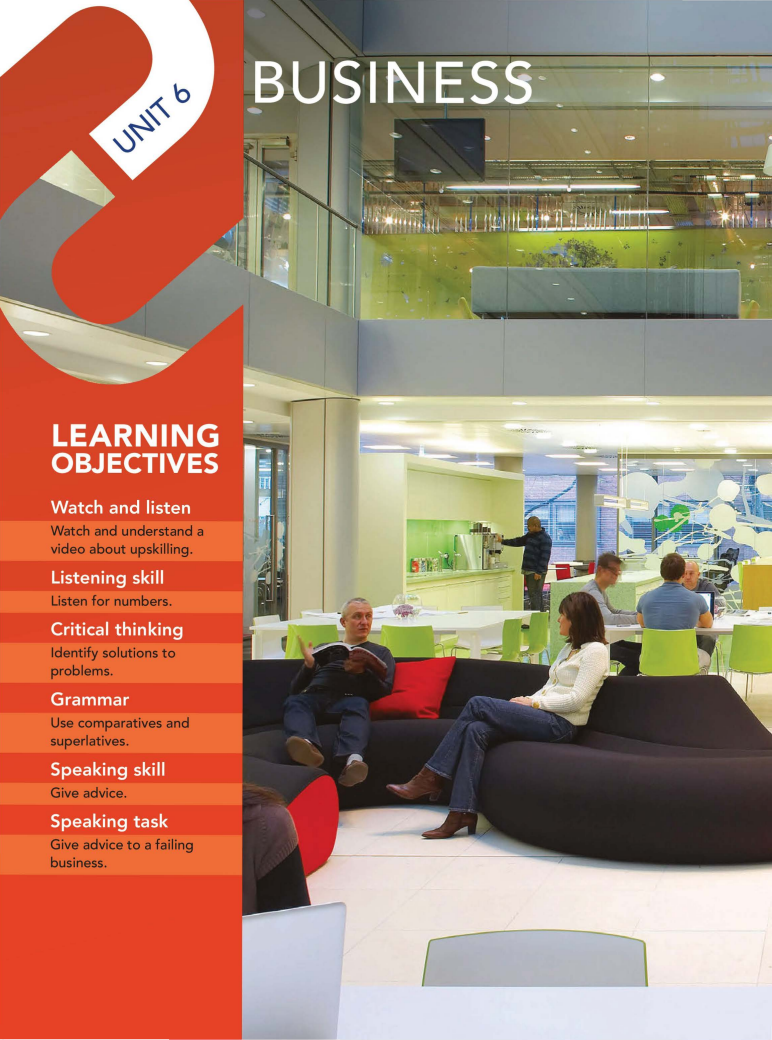 UNIT 6
BUSINESS
LEARNING
OBJECTIVES
Watch and listen
Watch and understand a
video about upskilling.
Listening skill
Listen for numbers.
Critical thinking
Identify solutions to
problems.
Grammar
Use comparatives and
superlatives.
Speaking skill
Give advice.
Speaking task
Give advice to a failing
business.